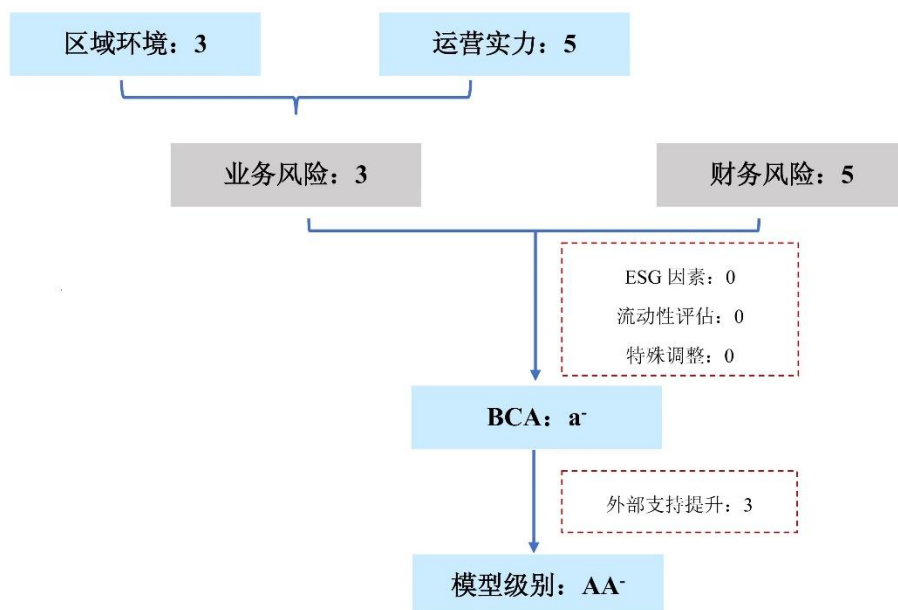 区域环境：3
运营实力：5
业务风险：3
财务风险：5
ESG 因素：0
流动性评估：0
特殊调整：0
BCA：a⁻
外部支持提升：3
模型级别：AA⁻